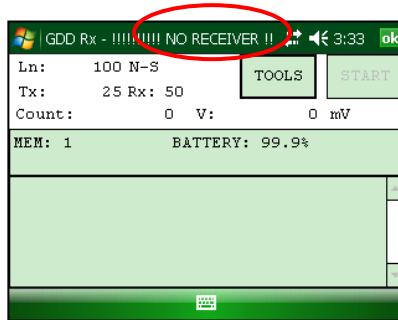 GDD Rx - !!!!!!!!!! NO RECEIVER !! 3:33 ok
Ln: 100 N-S
TOOLS START
Tx: 25 Rx: 50
Count: 0 V: 0 mV
MEM: 1 BATTERY: 99.9%